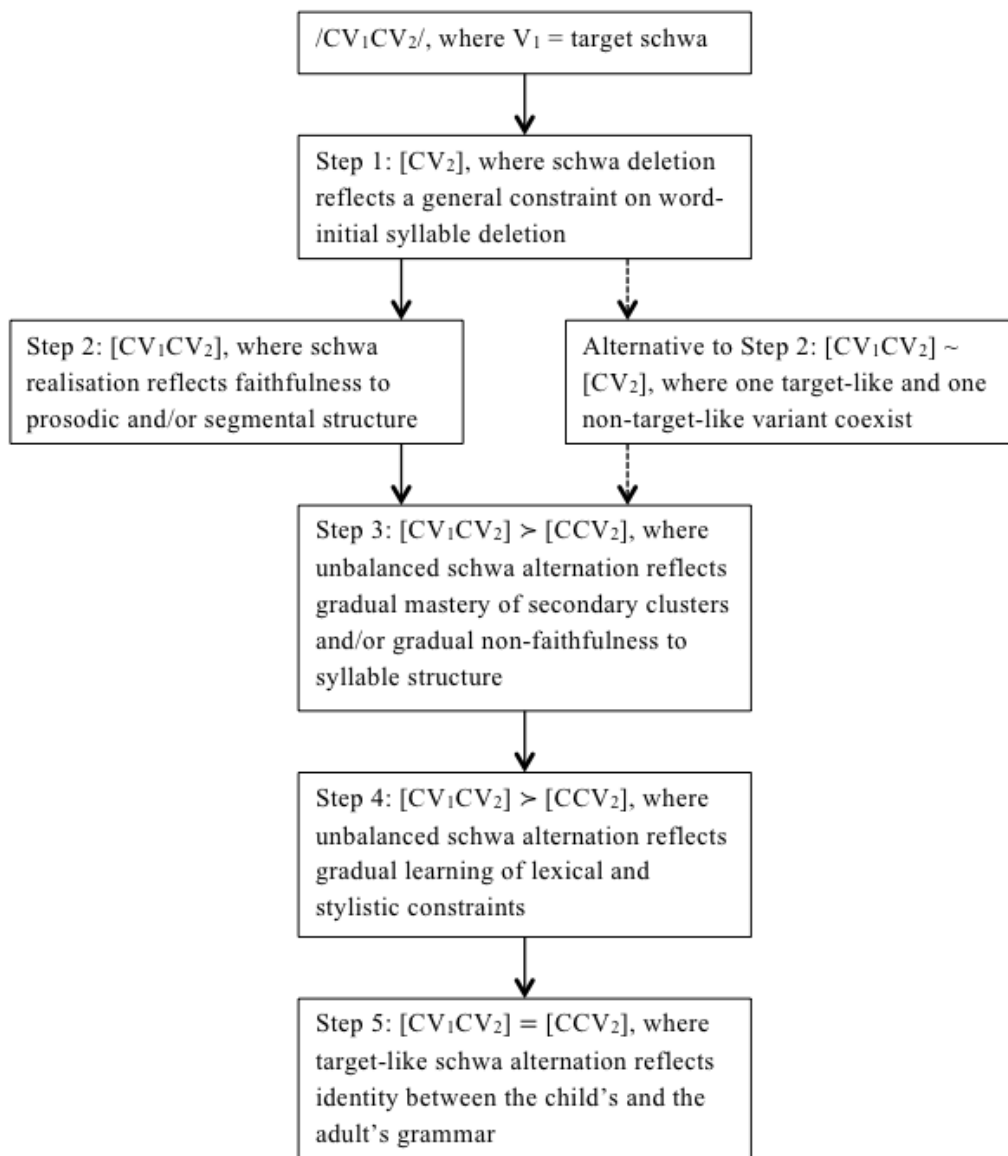 /CV₁CV₂/, where V₁ = target schwa
Step 1: [CV₂], where schwa deletion
reflects a general constraint on word-
initial syllable deletion
Step 2: [CV₁CV₂], where schwa
realisation reflects faithfulness to
prosodic and/or segmental structure
Alternative to Step 2: [CV₁CV₂] ~
[CV₂], where one target-like and one
non-target-like variant coexist
Step 3: [CV₁CV₂] > [CCV₂], where
unbalanced schwa alternation reflects
gradual mastery of secondary clusters
and/or gradual non-faithfulness to
syllable structure
Step 4: [CV₁CV₂] > [CCV₂], where
unbalanced schwa alternation reflects
gradual learning of lexical and
stylistic constraints
Step 5: [CV₁CV₂] = [CCV₂], where
target-like schwa alternation reflects
identity between the child's and the
adult's grammar